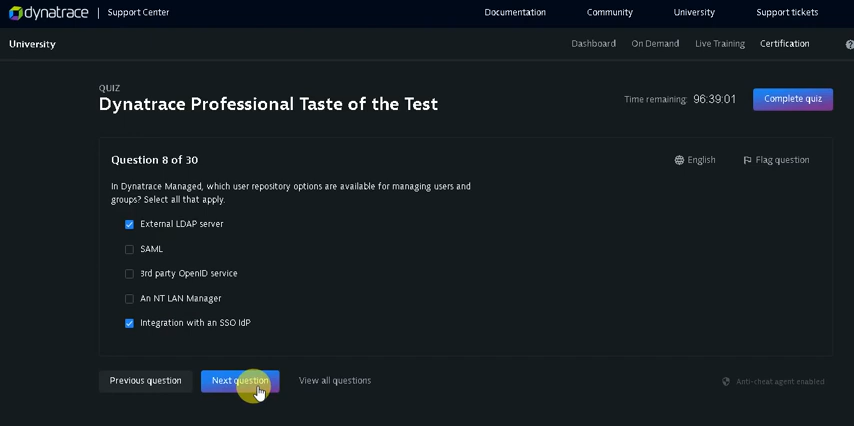 dynatrace | Support Center
Documentation
Community
University
Support tickets
University
Dashboard
On Demand
Live Training
Certification
QUIZ
Dynatrace Professional Taste of the Test
Time remaining: 96:39:01
Complete quiz
Question 8 of 30
English
Flag question
In Dynatrace Managed, which user repository options are available for managing users and
groups? Select all that apply.
External LDAP server
SAML
3rd party OpenID service
An NT LAN Manager
Integration with an SSO IdP
Previous question
Next question
View all questions
Anti-cheat agent enabled